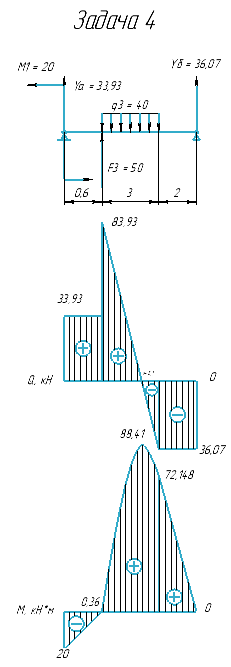 Задача 4
M1 = 20
Yа = 33,93
Yб = 36,07
q3 = 40
F3 = 50
0,6
3
2
83,93
33,93
Q, кН
0
36,07
88,41
72,148
0,36
M, кН*м
0
20